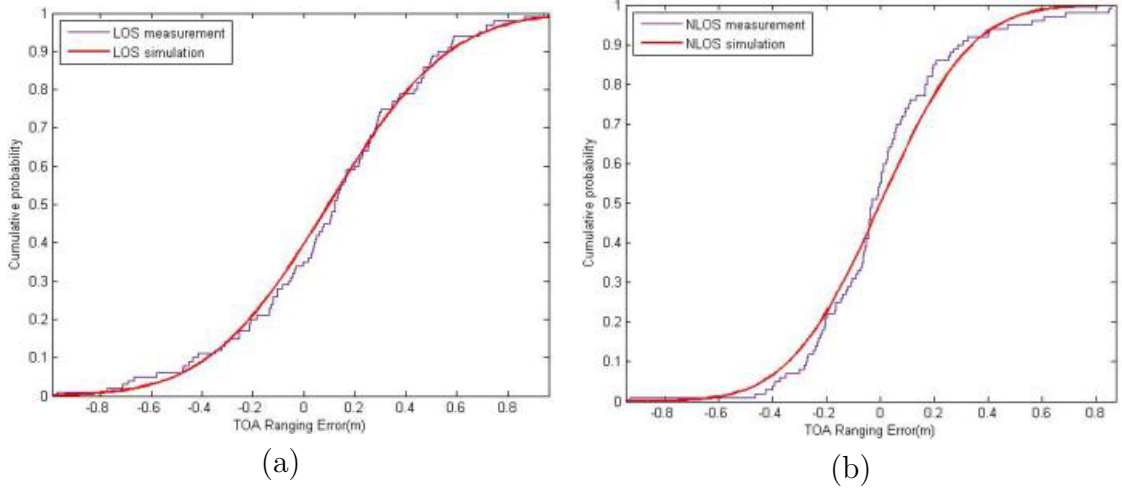 LOS measurement
LOS simulation
Cumulative probability
1
0.9
0.8
0.7
0.6
0.5
0.4
0.3
0.2
0.1
0
-0.8 -0.6 -0.4 -0.2 0 0.2 0.4 0.6 0.8
TOA Ranging Error(m)
(a)
NLOS measurement
NLOS simulation
Cumulative probability
1
0.9
0.8
0.7
0.6
0.5
0.4
0.3
0.2
0.1
0
-0.8 -0.6 -0.4 -0.2 0 0.2 0.4 0.6 0.8
TOA Ranging Error(m)
(b)